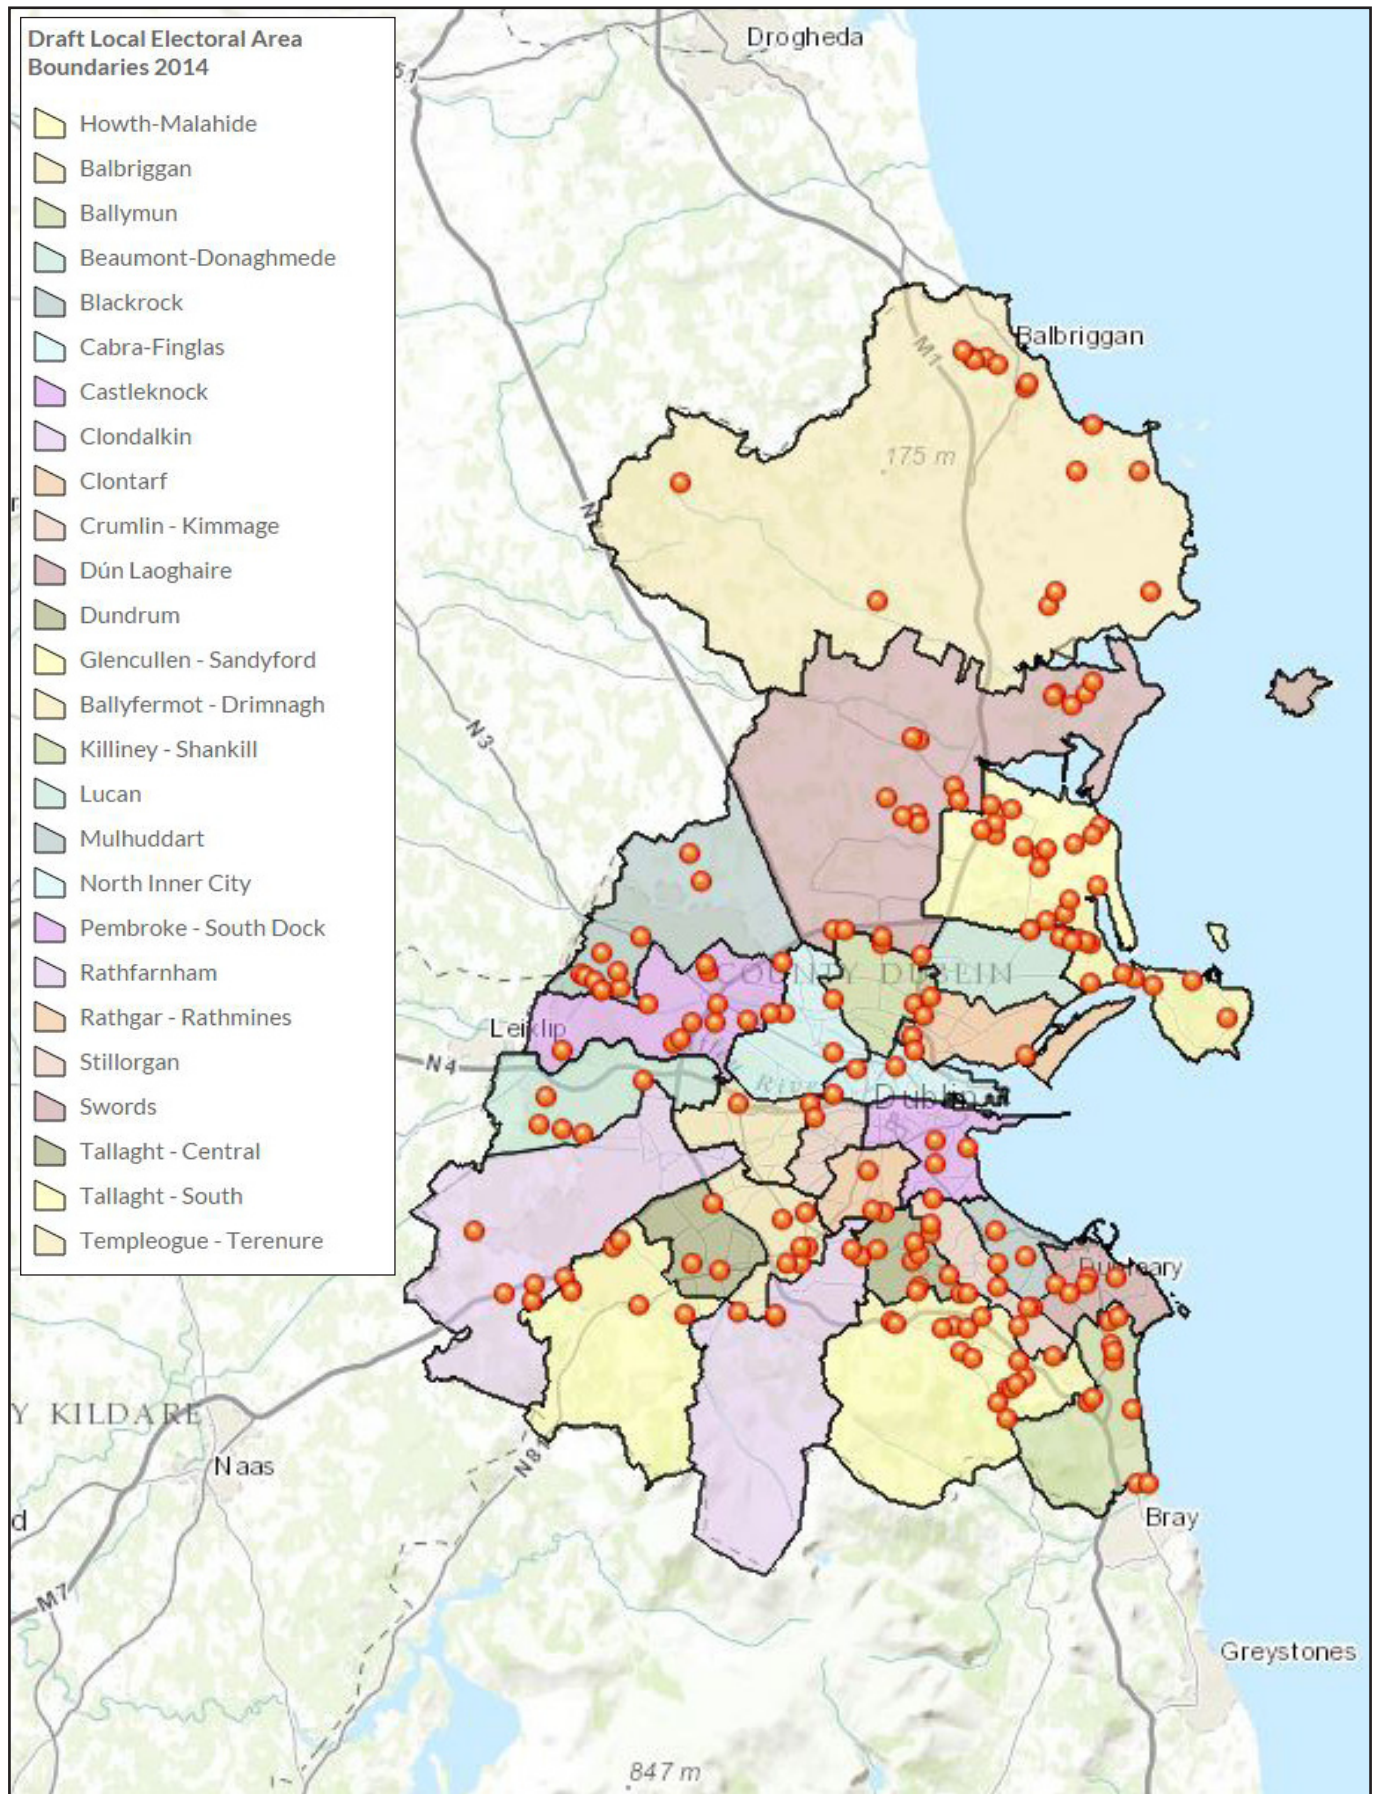 Draft Local Electoral Area
Boundaries 2014
Howth-Malahide
Balbriggan
Ballymun
Beaumont-Donaghmede
Blackrock
Cabra-Finglas
Castleknock
Clondalkin
Clontarf
Crumlin - Kimmage
Dún Laoghaire
Dundrum
Glencullen - Sandyford
Ballyfermot - Drimnagh
Killiney - Shankill
Lucan
Mulhuddart
North Inner City
Pembroke - South Dock
Rathfarnham
Rathgar - Rathmines
Stillorgan
Swords
Tallaght - Central
Tallaght - South
Templeogue - Terenure
Drogheda
Balbriggan
M1
175 m
N3
COUNTY DUBLIN
Leixlip
N4
River
Dublin
Y KILDARE
Naas
N81
Bray
d
M7
Greystones
847 m